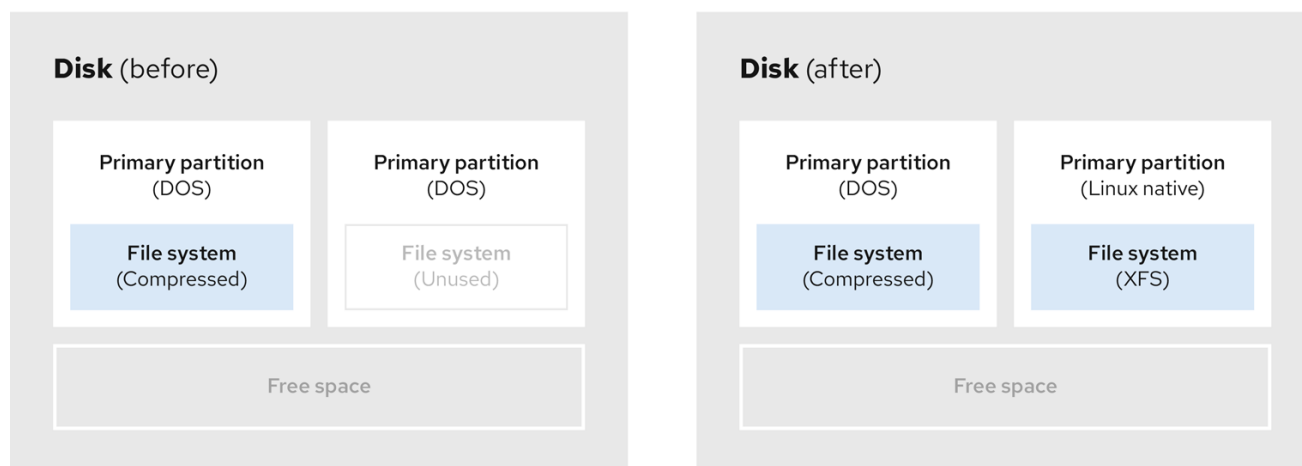 Disk (before)
Primary partition
(DOS)
File system
(Compressed)
Primary partition
(DOS)
File system
(Unused)
Free space
Disk (after)
Primary partition
(DOS)
File system
(Compressed)
Primary partition
(Linux native)
File system
(XFS)
Free space